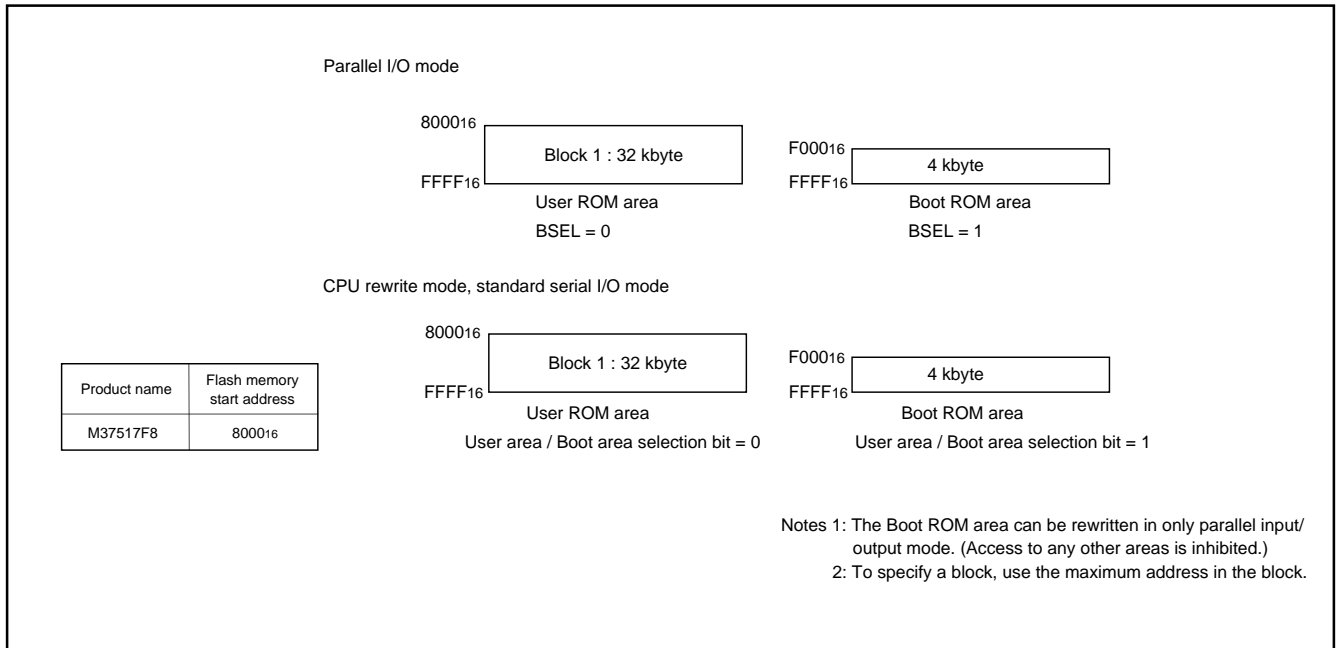 Parallel I/O mode
800016
Block 1 : 32 kbyte
FFFF16
User ROM area
BSEL = 0
F00016
4 kbyte
FFFF16
Boot ROM area
BSEL = 1
CPU rewrite mode, standard serial I/O mode
800016
Block 1 : 32 kbyte
FFFF16
User ROM area
User area / Boot area selection bit = 0
F00016
4 kbyte
FFFF16
Boot ROM area
User area / Boot area selection bit = 1
Product name
Flash memory
start address
M37517F8
800016
Notes 1: The Boot ROM area can be rewritten in only parallel input/
output mode. (Access to any other areas is inhibited.)
2: To specify a block, use the maximum address in the block.